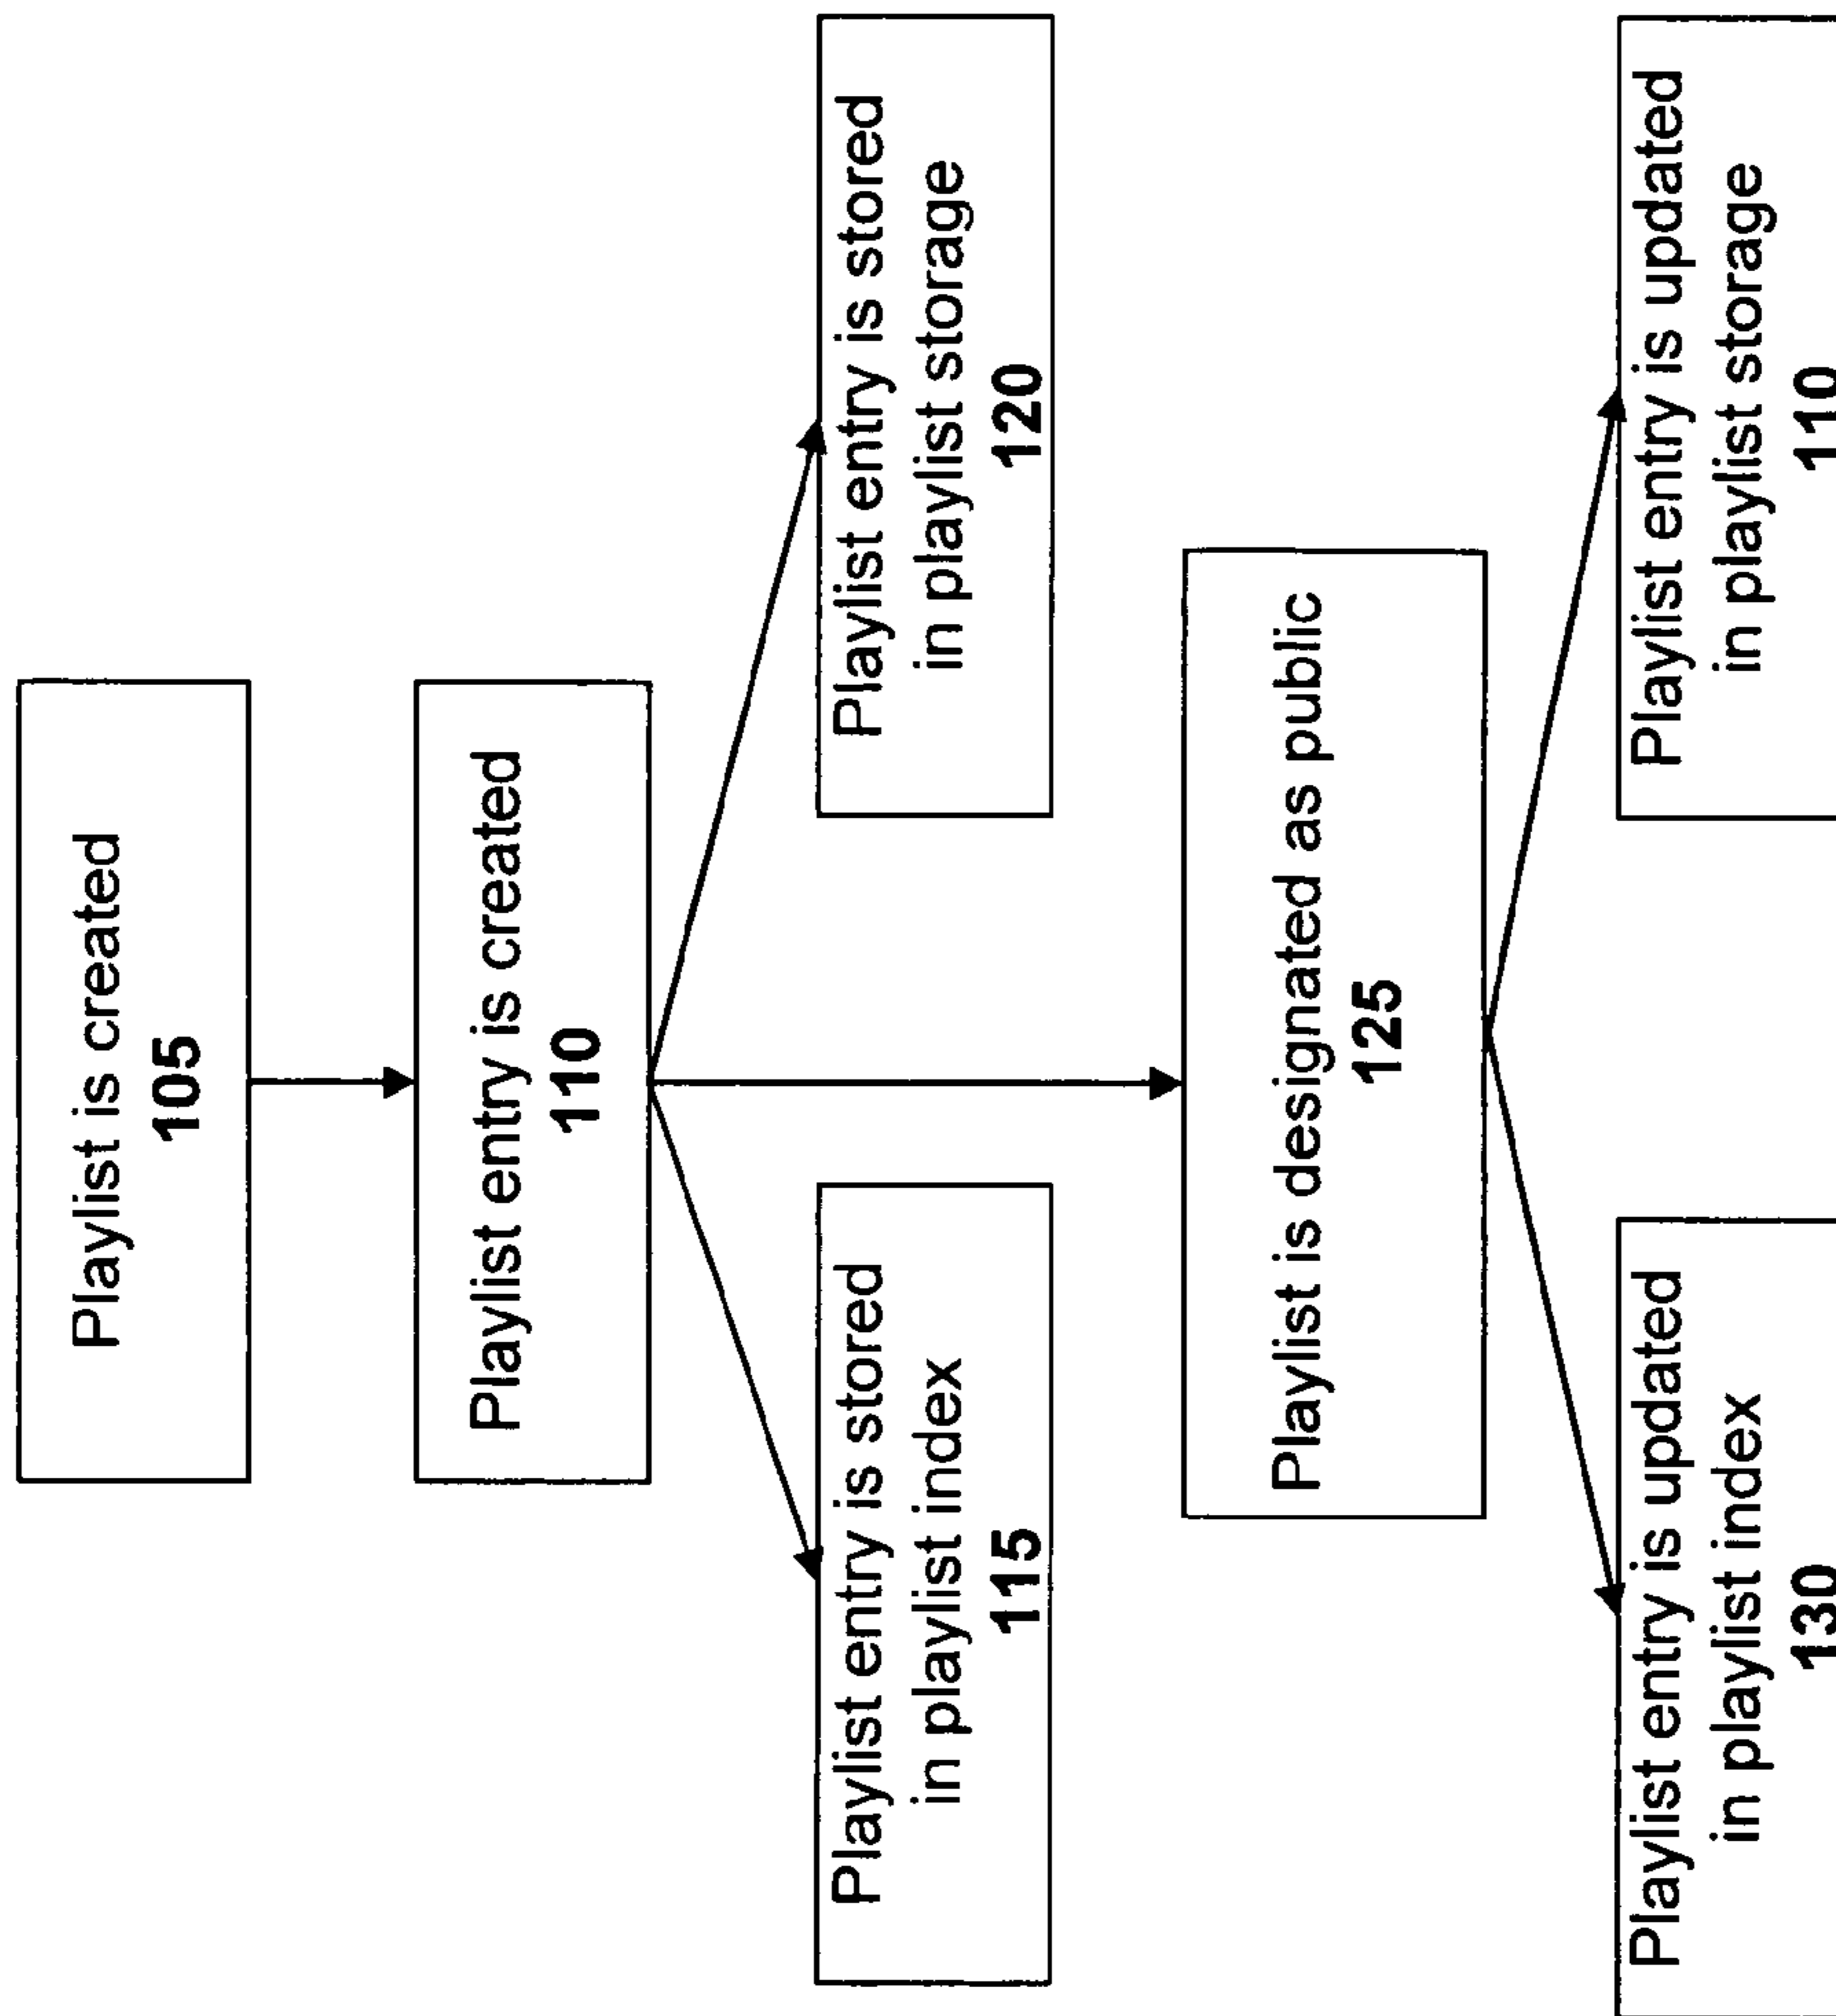 Playlist is created
105
Playlist entry is created
110
Playlist entry is stored
in playlist index
115
Playlist entry is stored
in playlist storage
120
Playlist is designated as public
125
Playlist entry is updated
in playlist index
130
Playlist entry is updated
in playlist storage
110